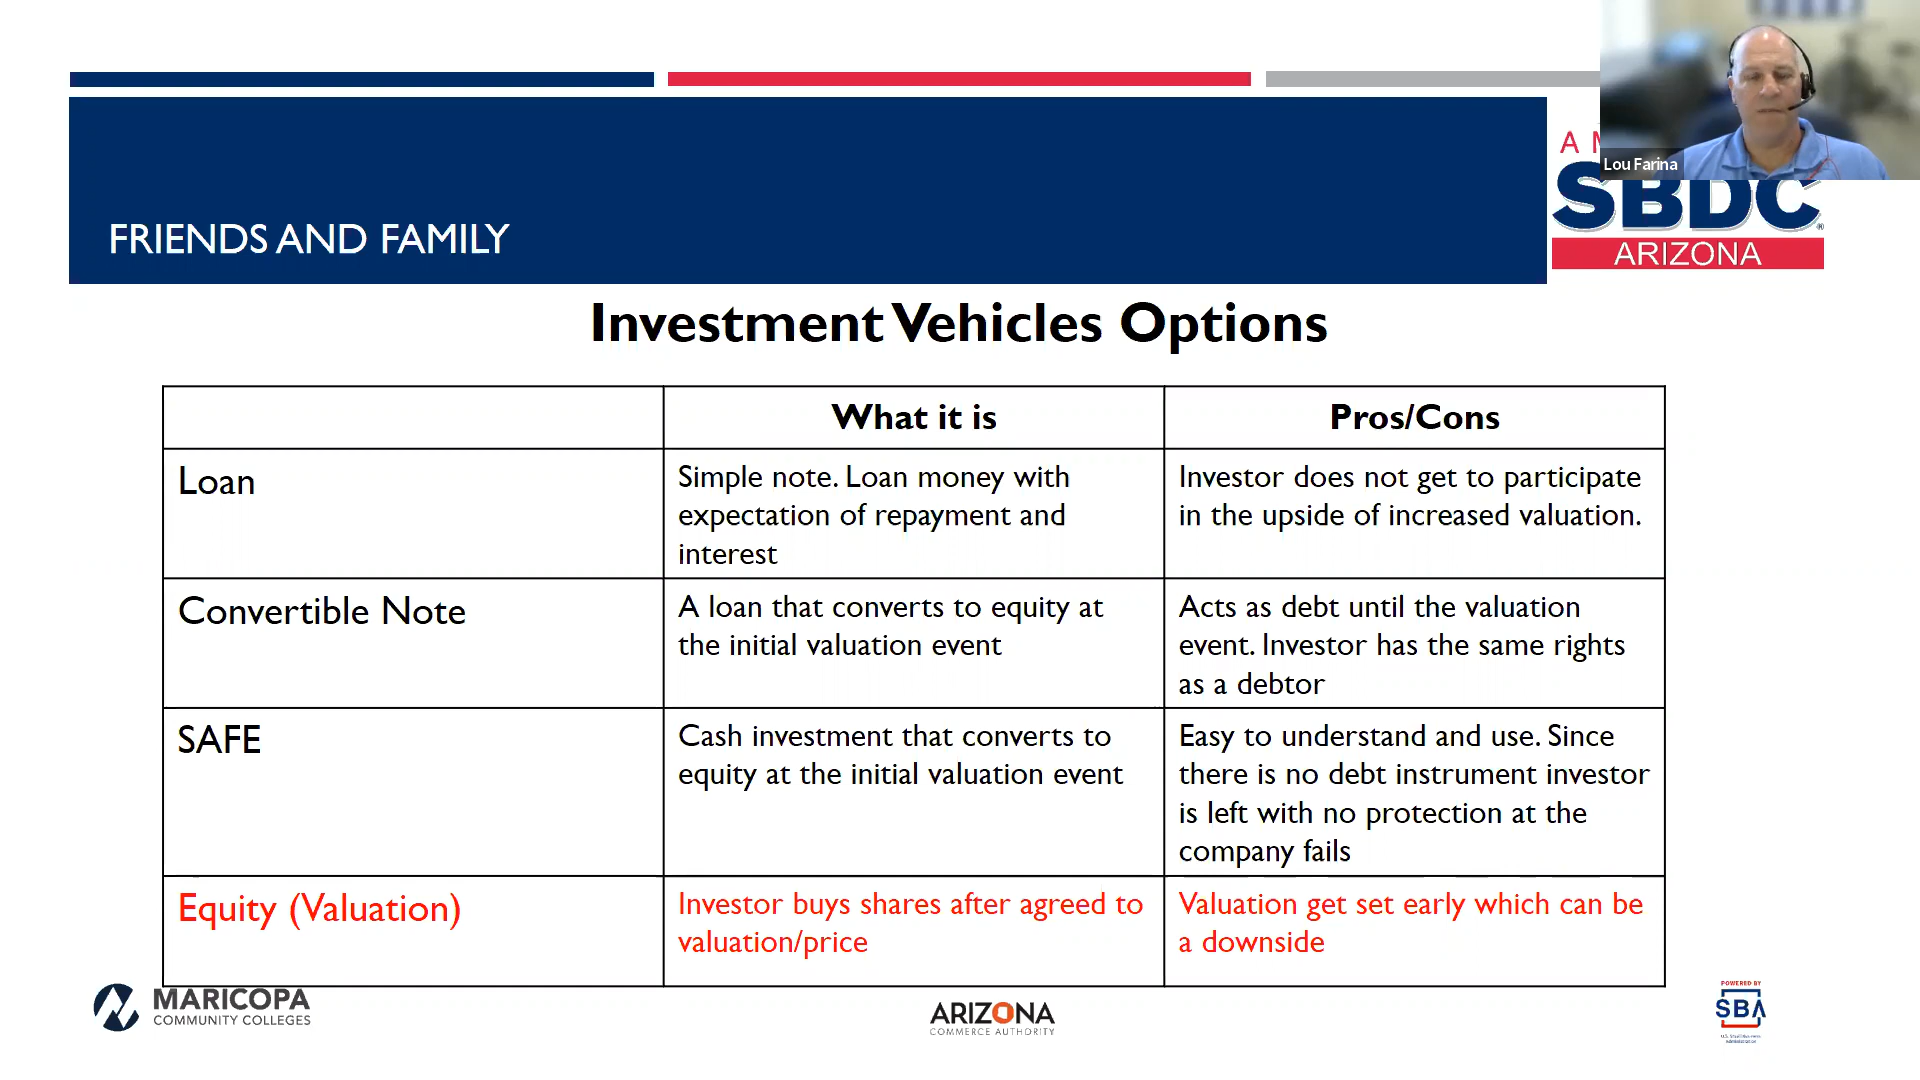 Lou Farina
A
SBDC
ARIZONA
FRIENDS AND FAMILY
Investment Vehicles Options
What it is
Pros/Cons
Loan
Simple note. Loan money with
expectation of repayment and
interest
Investor does not get to participate
in the upside of increased valuation.
Convertible Note
A loan that converts to equity at
the initial valuation event
Acts as debt until the valuation
event. Investor has the same rights
as a debtor
SAFE
Cash investment that converts to
equity at the initial valuation event
Easy to understand and use. Since
there is no debt instrument investor
is left with no protection at the
company fails
Equity (Valuation)
Investor buys shares after agreed to
valuation/price
Valuation get set early which can be
a downside
MARICOPA
COMMUNITY COLLEGES
ARIZONA
COMMERCE AUTHORITY
POWERED BY
SBA
U.S. Small Business
Administration